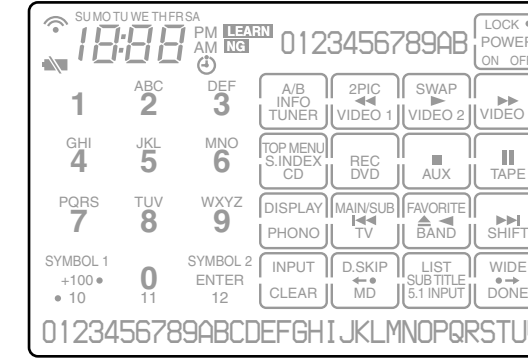 SU MO TU WE TH FR SA
18:88 PM LEARN
AM NG
0123456789AB
LOCK
POWER
ON OFF
1 ABC 2 DEF 3
GHI 4 JKL 5 MNO 6
PQRS 7 TUV 8 WXYZ 9
SYMBOL 1 +100 • 10
0 11
SYMBOL 2 ENTER 12
A/B INFO TUNER
2PIC ◀◀ VIDEO 1
SWAP ▶ VIDEO 2
▶▶ VIDEO
TOP MENU S.INDEX CD
REC DVD
■ AUX
TAPE
DISPLAY PHONO
MAIN/SUB TV
FAVORITE BAND
SHIFT
INPUT CLEAR
D.SKIP MD
LIST SUB TITLE 5.1 INPUT
WIDE DONE
0123456789ABCDEFGHIJKLMNOPQRSTU